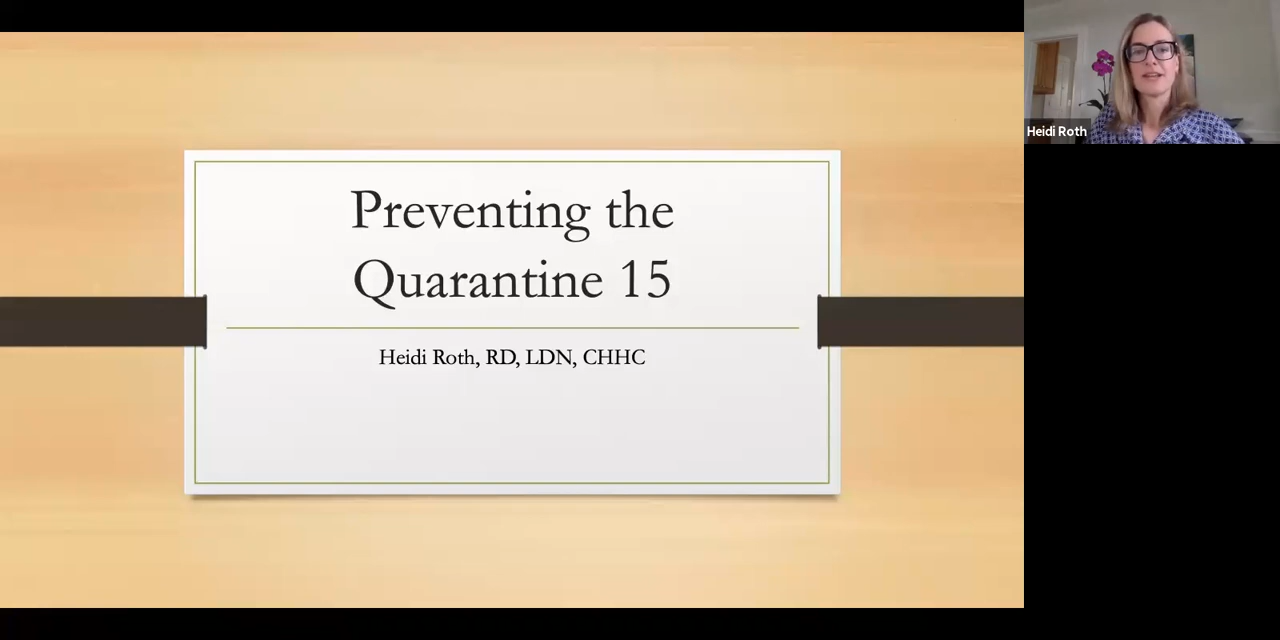 Preventing the
Quarantine 15
Heidi Roth, RD, LDN, CHHC
Heidi Roth